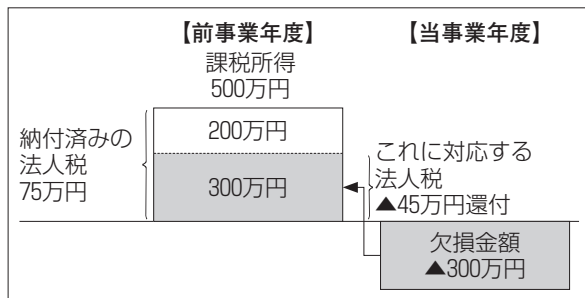 【前事業年度】
【当事業年度】
課税所得
500万円
200万円
納付済みの
法人税
75万円
300万円
これに対応する
法人税
▲45万円還付
欠損金額
▲300万円